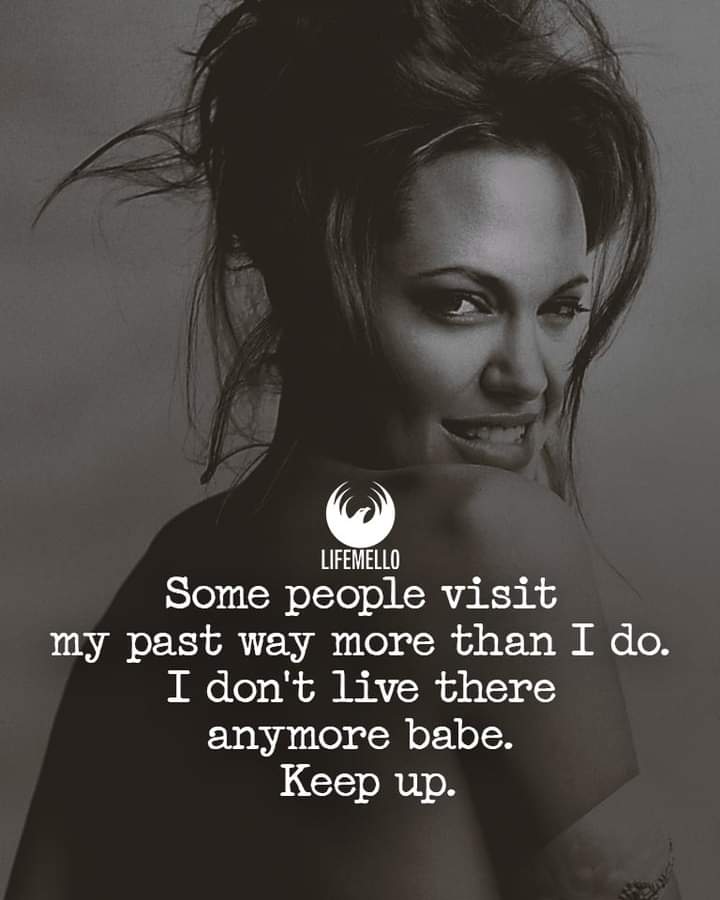 LIFEMELLO
Some people visit
my past way more than I do.
I don't live there
anymore babe.
Keep up.